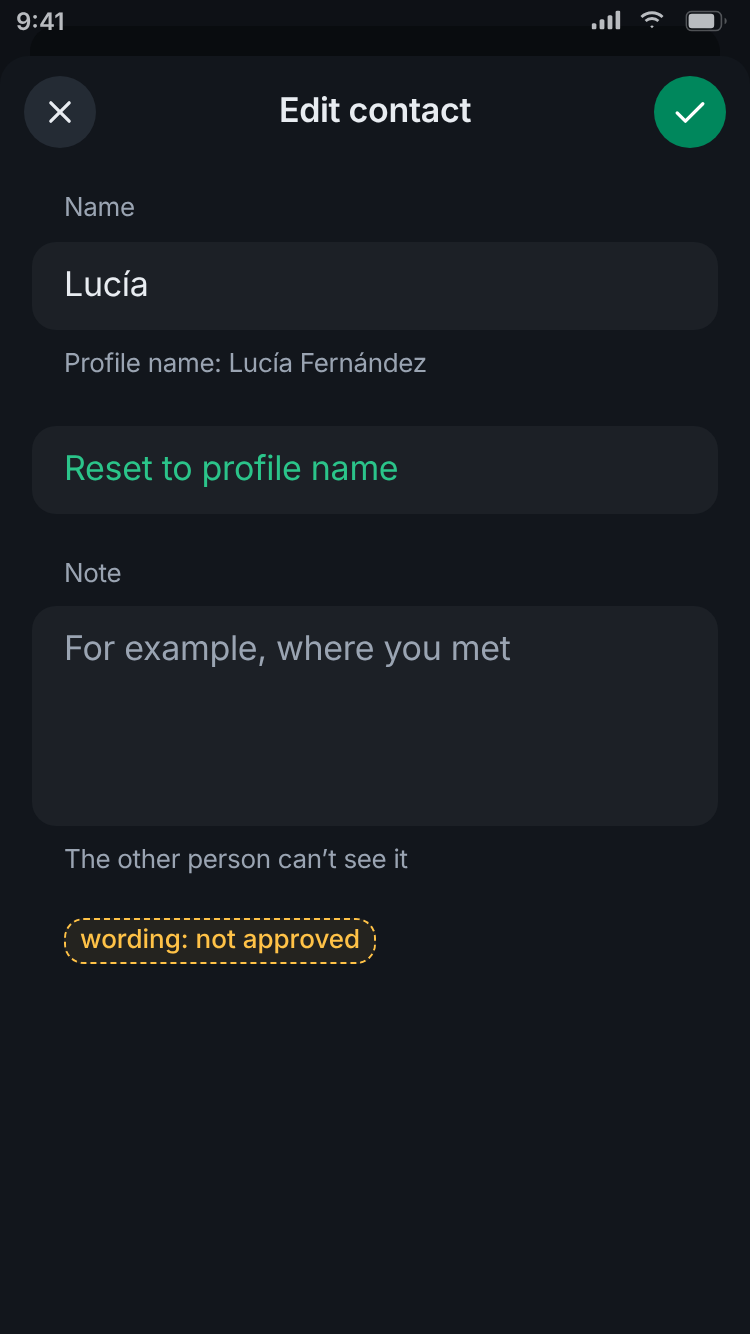 9:41
Edit contact
Name
Lucía
Profile name: Lucía Fernández
Reset to profile name
Note
For example, where you met
The other person can’t see it
wording: not approved